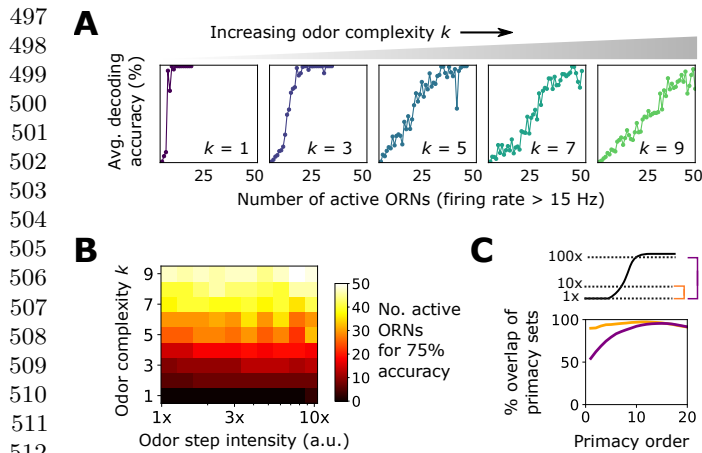 497
498
499
500
501
502
503
504
505
506
507
508
509
510
511
A
Increasing odor complexity k
Avg. decoding
accuracy (%)
k = 1
k = 3
k = 5
k = 7
k = 9
25 50
25 50
25 50
25 50
25 50
Number of active ORNs (firing rate > 15 Hz)
B
Odor complexity k
9
7
5
3
1
1x 3x 10x
Odor step intensity (a.u.)
50
40
30
20
10
0
No. active
ORNs
for 75%
accuracy
C
100x
10x
1x
% overlap of
primacy sets
100
50
0
0 10 20
Primacy order